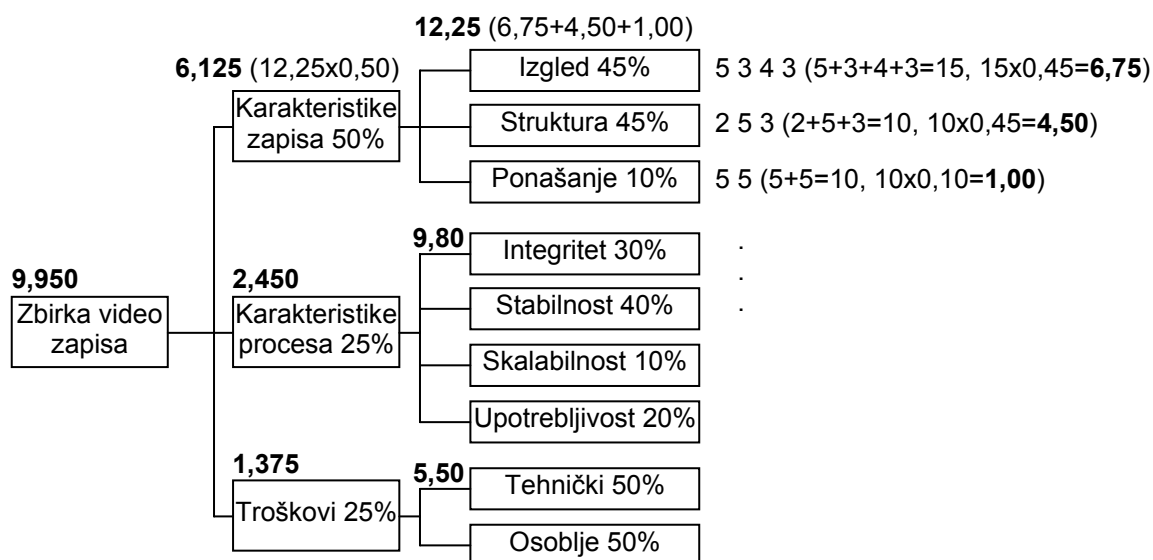 12,25 (6,75+4,50+1,00)
6,125 (12,25x0,50)
Izgled 45%
5 3 4 3 (5+3+4+3=15, 15x0,45=6,75)
Karakteristike
zapisa 50%
Struktura 45%
2 5 3 (2+5+3=10, 10x0,45=4,50)
Ponašanje 10%
5 5 (5+5=10, 10x0,10=1,00)
9,80
Integritet 30%
.
.
.
9,950
2,450
Zbirka video
zapisa
Karakteristike
procesa 25%
Stabilnost 40%
Skalabilnost 10%
Upotrebljivost 20%
1,375
5,50
Troškovi 25%
Tehnički 50%
Osoblje 50%